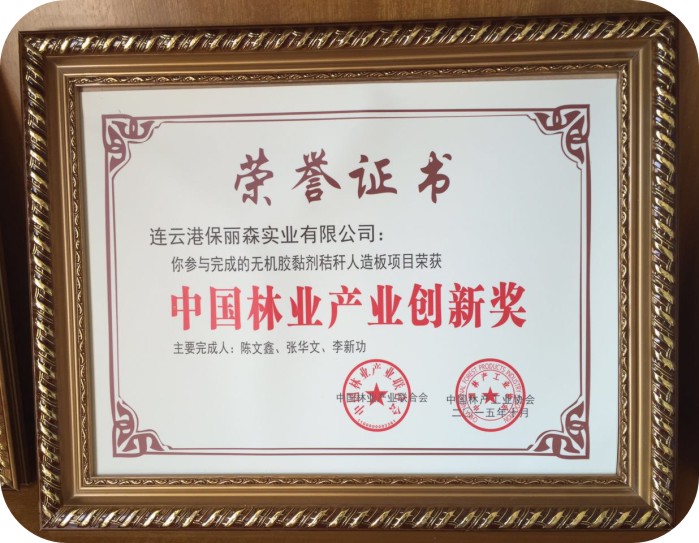 荣誉证书
连云港保丽森实业有限公司：
你参与完成的无机胶黏剂秸秆人造板项目荣获
中国林业产业创新奖
主要完成人：陈文鑫、张华文、李新功
中国林业产业联合会
中国林产工业协会
二〇一五年十月